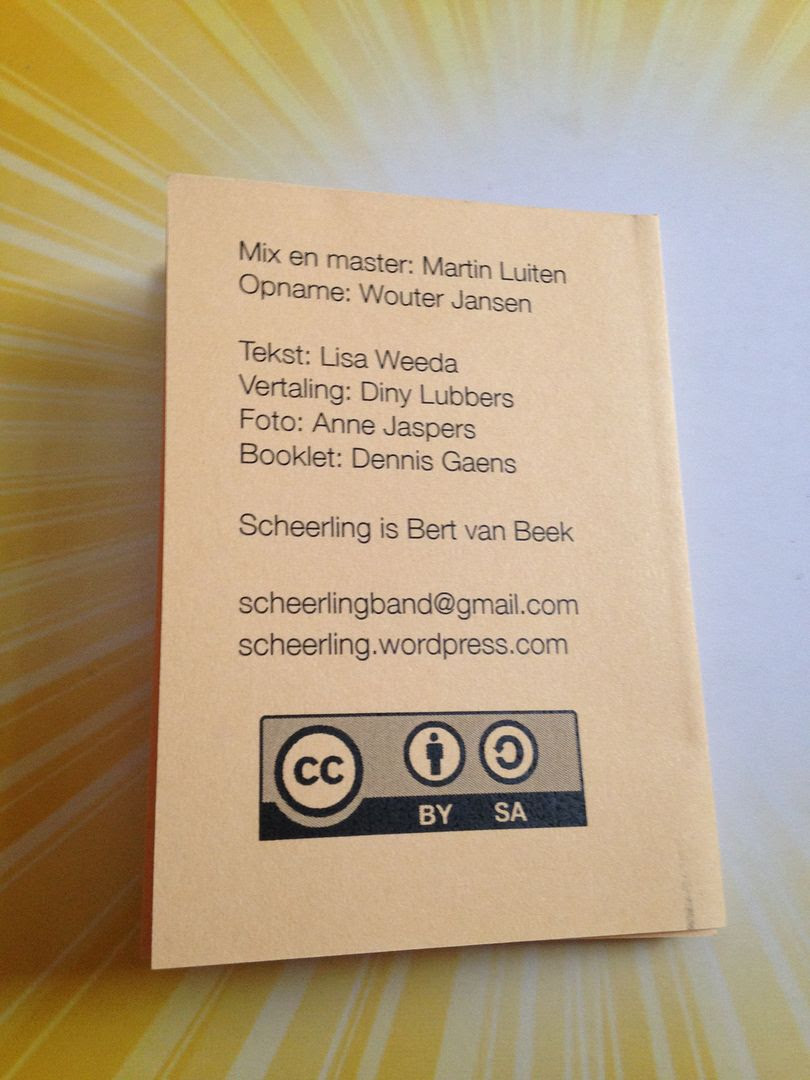 Mix en master: Martin Luiten
Opname: Wouter Jansen
Tekst: Lisa Weeda
Vertaling: Diny Lubbers
Foto: Anne Jaspers
Booklet: Dennis Gaens
Scheerling is Bert van Beek
scheerlingband@gmail.com
scheerling.wordpress.com
CC
BY SA